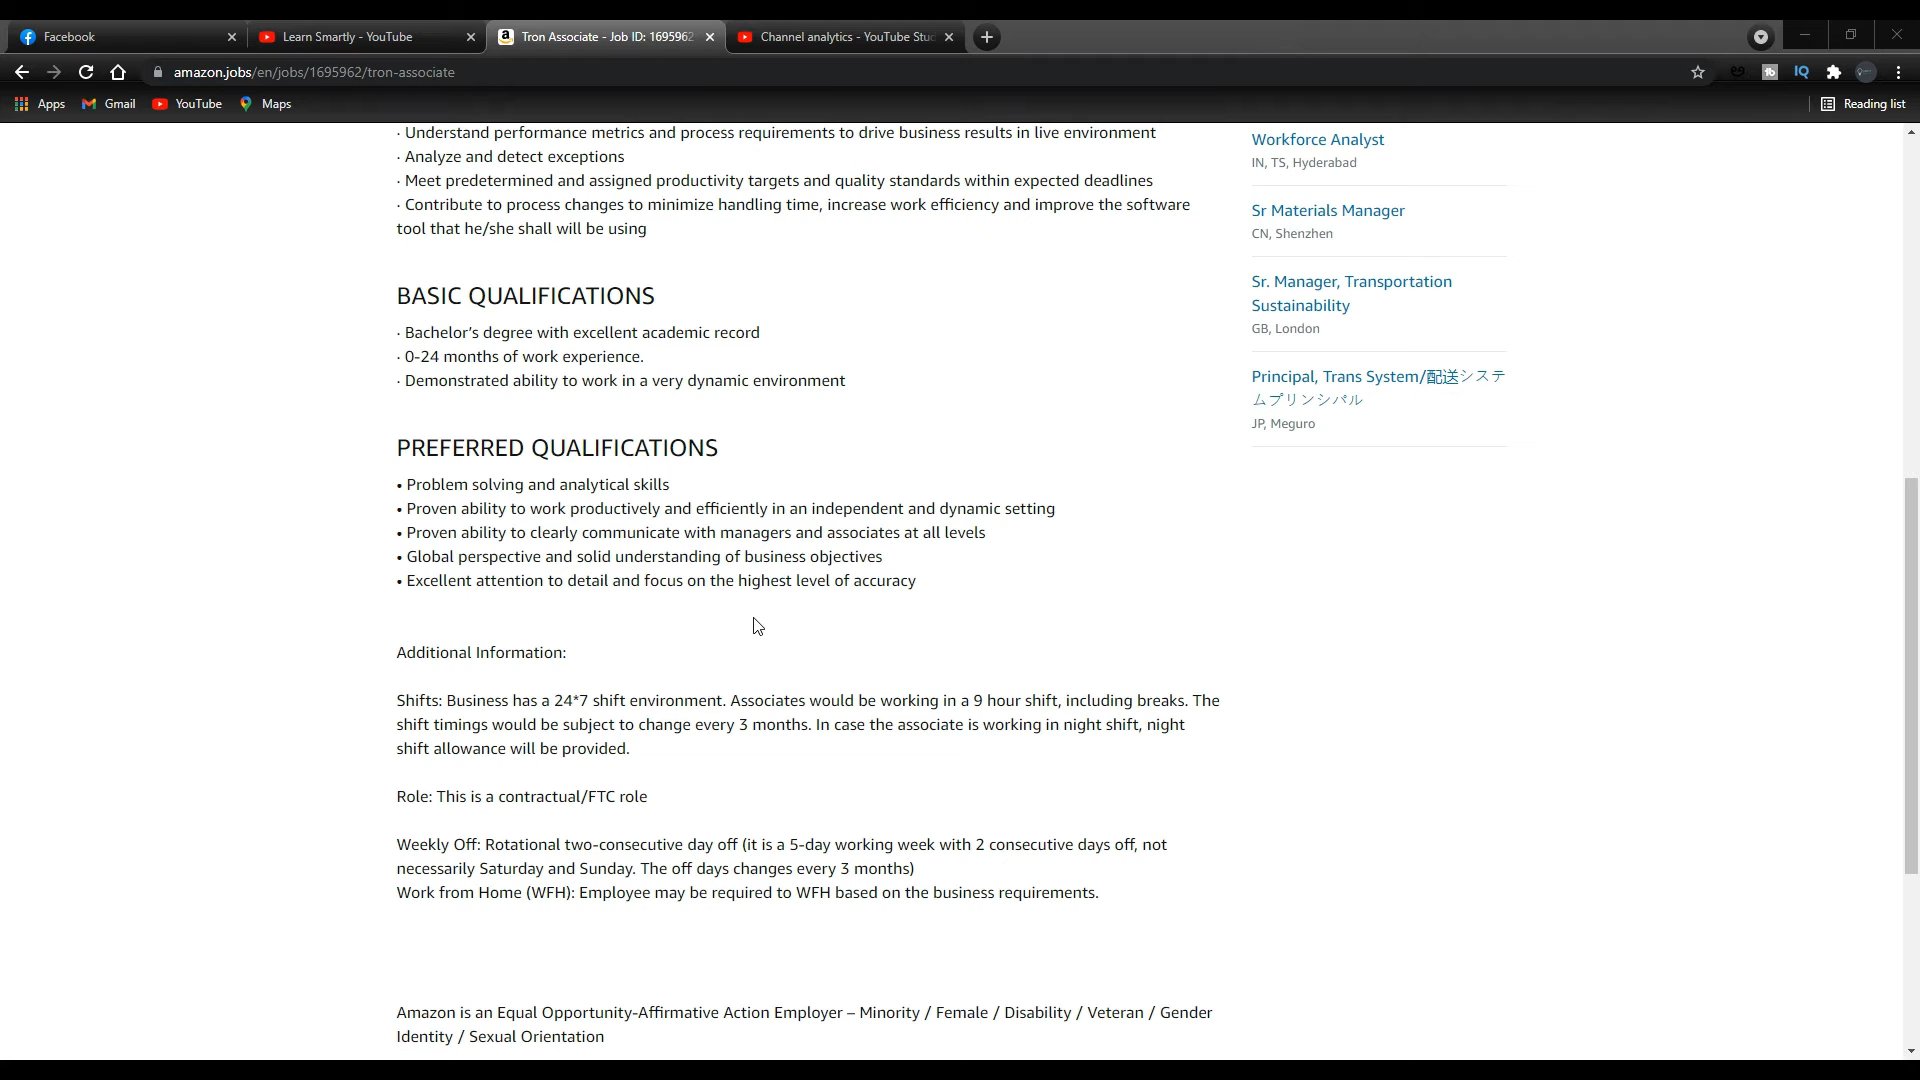 Facebook
Learn Smartly - YouTube
Tron Associate - Job ID: 1695962
Channel analytics - YouTube Stu
amazon.jobs/en/jobs/1695962/tron-associate
Apps
Gmail
YouTube
Maps
Reading list
· Understand performance metrics and process requirements to drive business results in live environment
· Analyze and detect exceptions
· Meet predetermined and assigned productivity targets and quality standards within expected deadlines
· Contribute to process changes to minimize handling time, increase work efficiency and improve the software
tool that he/she shall will be using
BASIC QUALIFICATIONS
· Bachelor’s degree with excellent academic record
· 0-24 months of work experience.
· Demonstrated ability to work in a very dynamic environment
PREFERRED QUALIFICATIONS
• Problem solving and analytical skills
• Proven ability to work productively and efficiently in an independent and dynamic setting
• Proven ability to clearly communicate with managers and associates at all levels
• Global perspective and solid understanding of business objectives
• Excellent attention to detail and focus on the highest level of accuracy
Additional Information:
Shifts: Business has a 24*7 shift environment. Associates would be working in a 9 hour shift, including breaks. The
shift timings would be subject to change every 3 months. In case the associate is working in night shift, night
shift allowance will be provided.
Role: This is a contractual/FTC role
Weekly Off: Rotational two-consecutive day off (it is a 5-day working week with 2 consecutive days off, not
necessarily Saturday and Sunday. The off days changes every 3 months)
Work from Home (WFH): Employee may be required to WFH based on the business requirements.
Amazon is an Equal Opportunity-Affirmative Action Employer – Minority / Female / Disability / Veteran / Gender
Identity / Sexual Orientation
Workforce Analyst
IN, TS, Hyderabad
Sr Materials Manager
CN, Shenzhen
Sr. Manager, Transportation
Sustainability
GB, London
Principal, Trans System/配送システ
ムプリンシパル
JP, Meguro